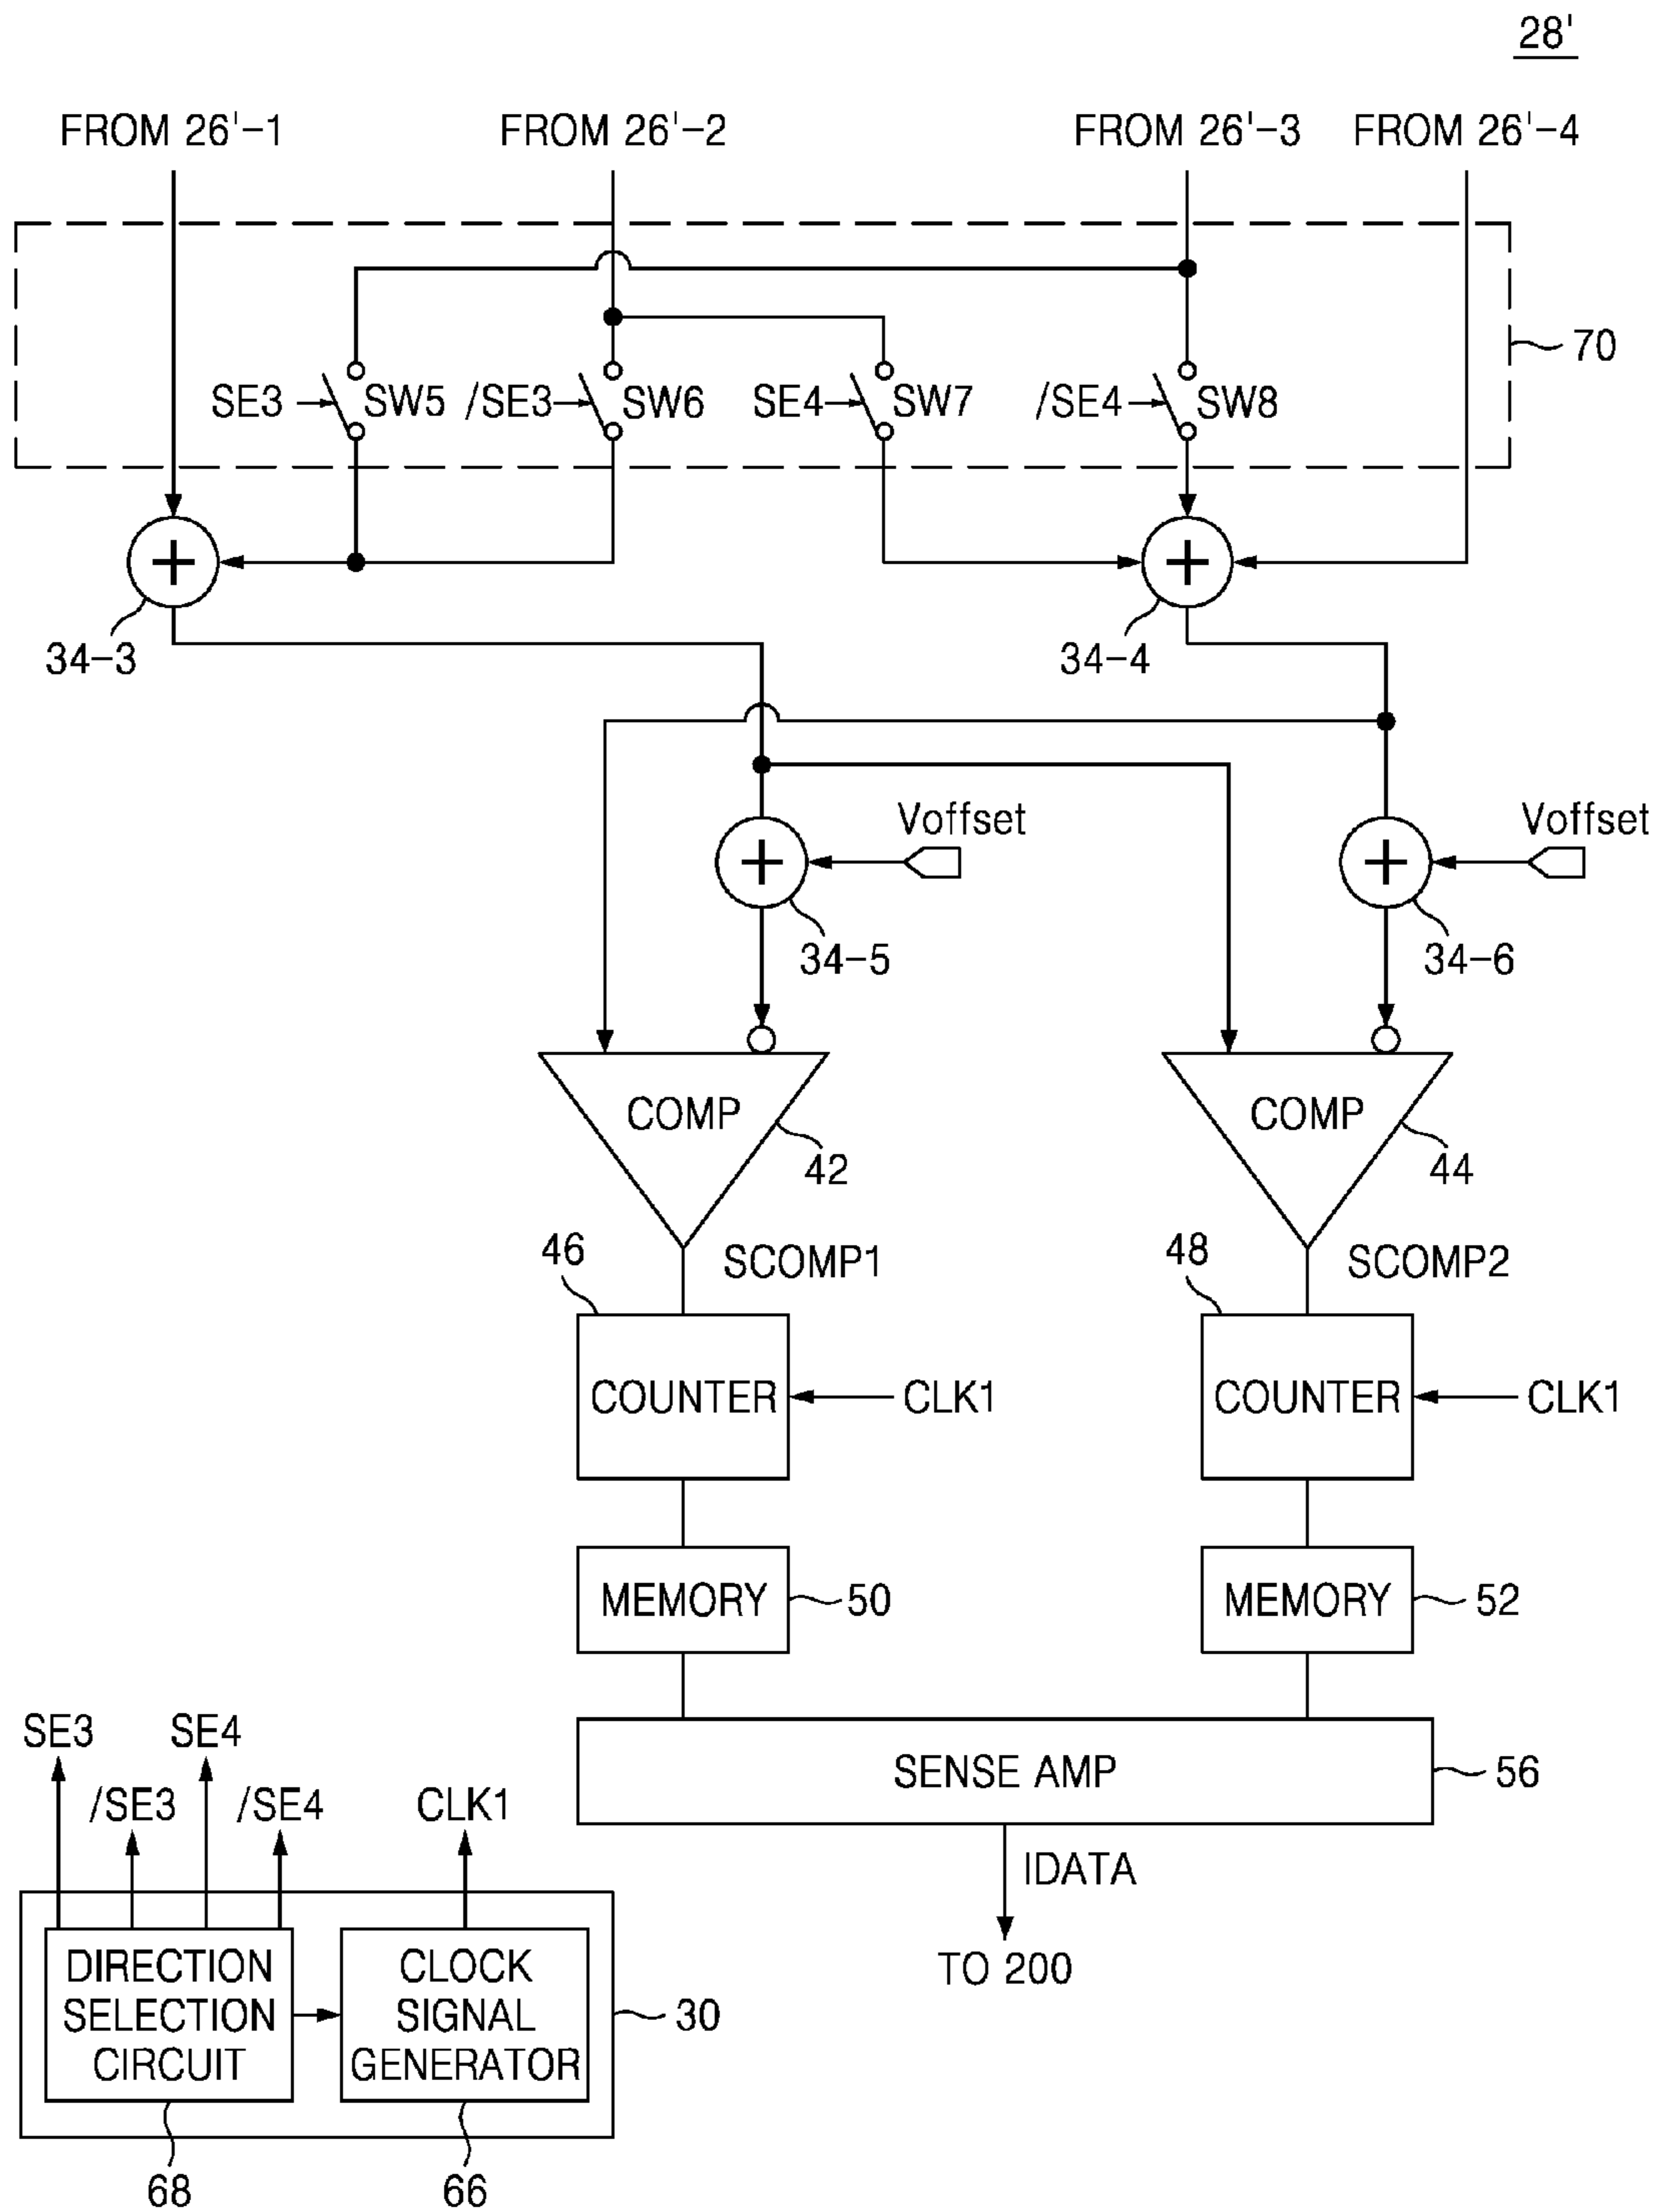 28'
FROM 26'-1
FROM 26'-2
FROM 26'-3
FROM 26'-4
70
SE3
SW5
/SE3
SW6
SE4
SW7
/SE4
SW8
34-3
34-4
Voffset
Voffset
34-5
34-6
COMP
COMP
42
44
46
SCOMP1
48
SCOMP2
COUNTER
CLK1
COUNTER
CLK1
MEMORY
50
MEMORY
52
SE3
SE4
SENSE AMP
56
/SE3
/SE4
CLK1
IDATA
TO 200
DIRECTION
SELECTION
CIRCUIT
CLOCK
SIGNAL
GENERATOR
30
68
66